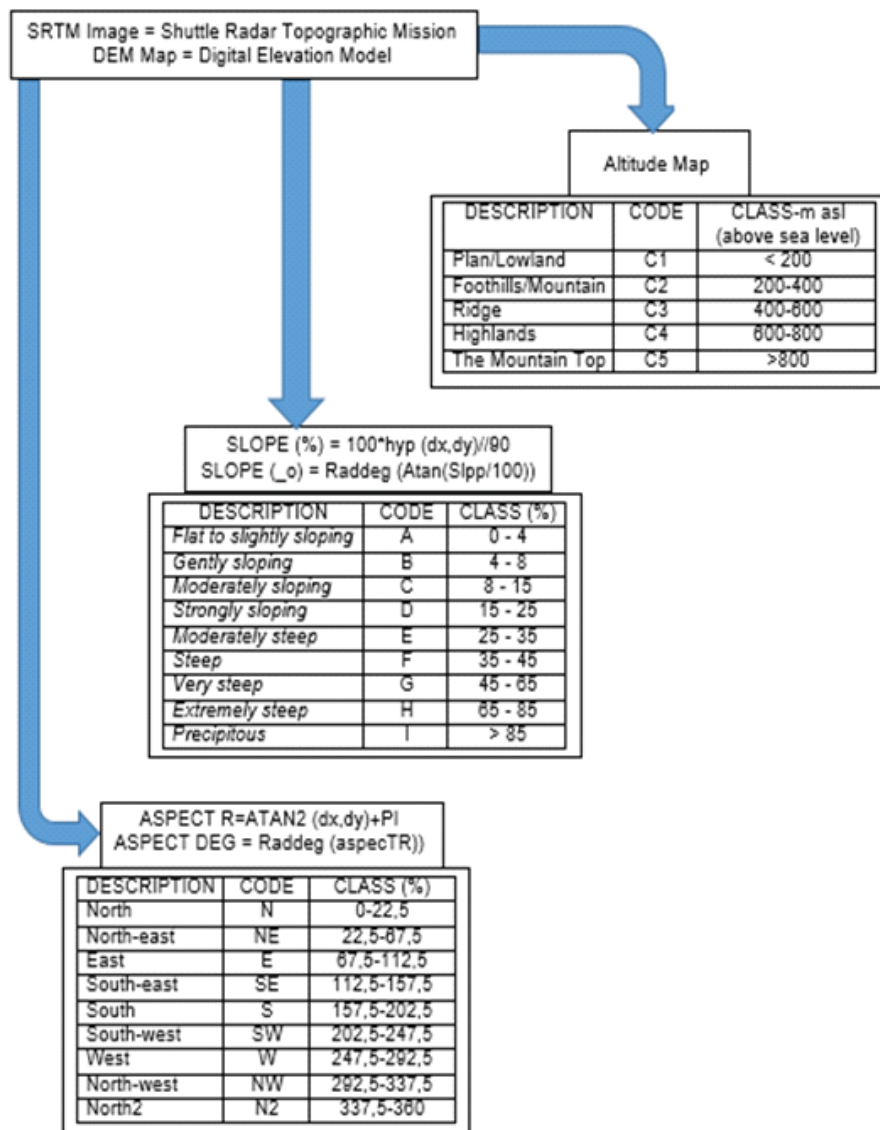 SRTM Image = Shuttle Radar Topographic Mission
DEM Map = Digital Elevation Model
Altitude Map
DESCRIPTION CODE CLASS-m asl
(above sea level)
Plan/Lowland C1 < 200
Foothills/Mountain C2 200-400
Ridge C3 400-600
Highlands C4 600-800
The Mountain Top C5 >800
SLOPE (%) = 100*hyp (dx,dy)//90
SLOPE (_o) = Raddeg (Atan(Slpp/100))
DESCRIPTION CODE CLASS (%)
Flat to slightly sloping A 0 - 4
Gently sloping B 4 - 8
Moderately sloping C 8 - 15
Strongly sloping D 15 - 25
Moderately steep E 25 - 35
Steep F 35 - 45
Very steep G 45 - 65
Extremely steep H 65 - 85
Precipitous I > 85
ASPECT R=ATAN2 (dx,dy)+PI
ASPECT DEG = Raddeg (aspecTR))
DESCRIPTION CODE CLASS (%)
North N 0-22,5
North-east NE 22,5-67,5
East E 67,5-112,5
South-east SE 112,5-157,5
South S 157,5-202,5
South-west SW 202,5-247,5
West W 247,5-292,5
North-west NW 292,5-337,5
North2 N2 337,5-360